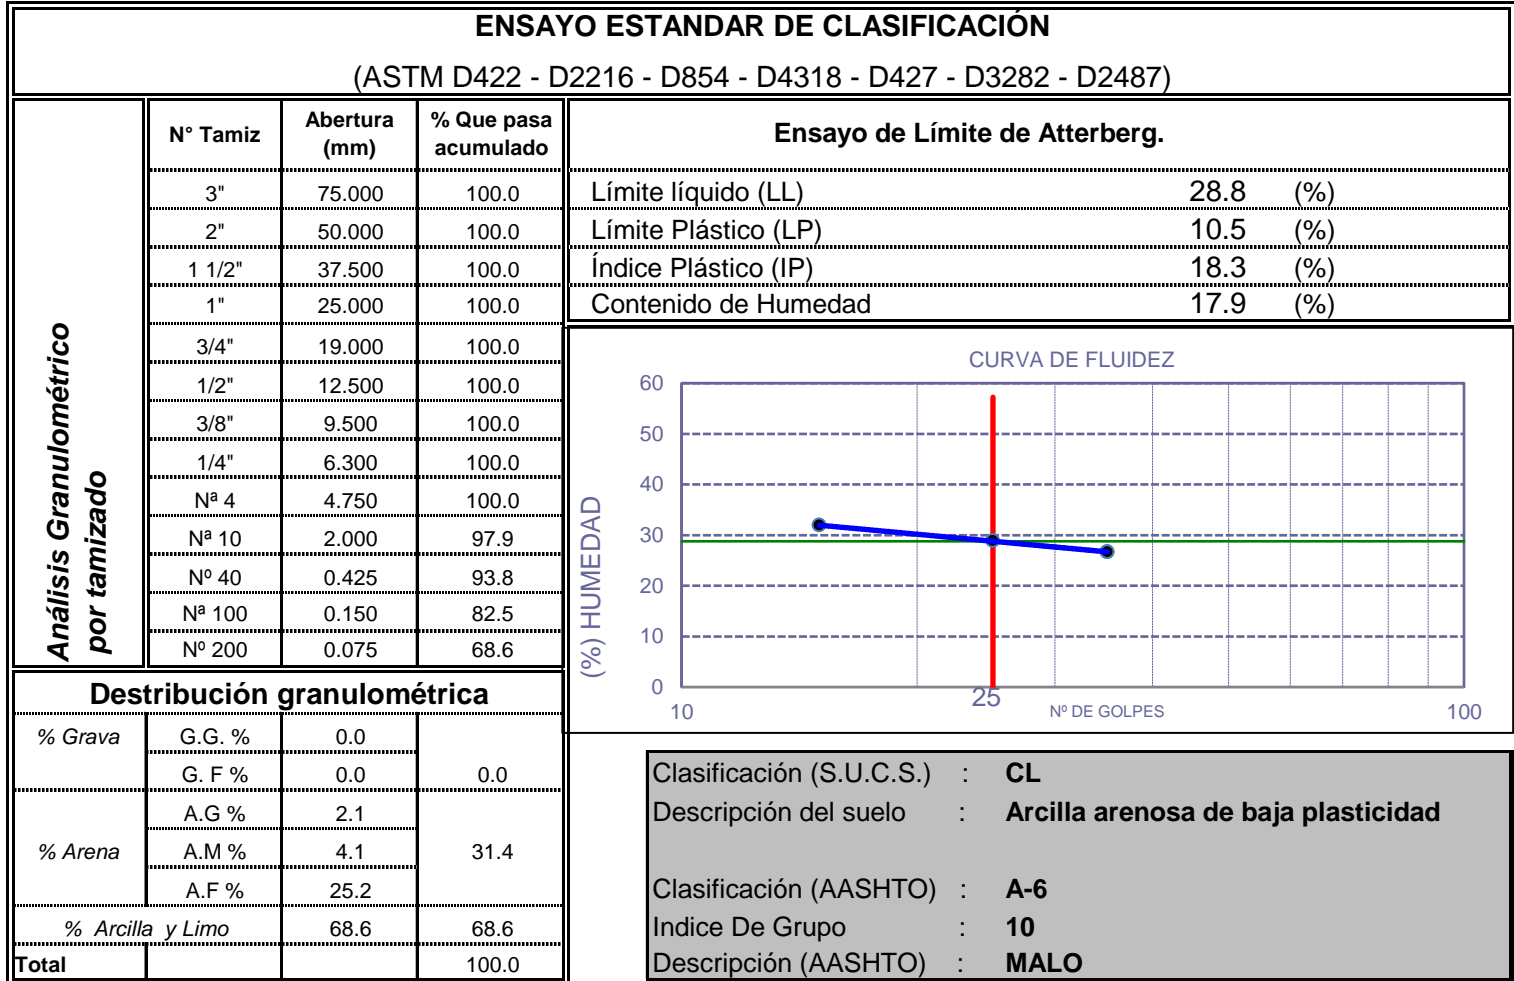 ENSAYO ESTANDAR DE CLASIFICACIÓN
(ASTM D422 - D2216 - D854 - D4318 - D427 - D3282 - D2487)
Análisis Granulométrico
por tamizado
N° Tamiz Abertura (mm) % Que pasa acumulado
3" 75.000 100.0
2" 50.000 100.0
1 1/2" 37.500 100.0
1" 25.000 100.0
3/4" 19.000 100.0
1/2" 12.500 100.0
3/8" 9.500 100.0
1/4" 6.300 100.0
Nª 4 4.750 100.0
Nª 10 2.000 97.9
Nº 40 0.425 93.8
Nª 100 0.150 82.5
Nº 200 0.075 68.6
Ensayo de Límite de Atterberg.
Límite líquido (LL) 28.8 (%)
Límite Plástico (LP) 10.5 (%)
Índice Plástico (IP) 18.3 (%)
Contenido de Humedad 17.9 (%)
CURVA DE FLUIDEZ
(%) HUMEDAD
60
50
40
30
20
10
0
10 25 100
Nº DE GOLPES
Destribución granulométrica
% Grava G.G. % 0.0
G. F % 0.0 0.0
A.G % 2.1
% Arena A.M % 4.1 31.4
A.F % 25.2
% Arcilla y Limo 68.6 68.6
Total 100.0
Clasificación (S.U.C.S.) : CL
Descripción del suelo : Arcilla arenosa de baja plasticidad
Clasificación (AASHTO) : A-6
Indice De Grupo : 10
Descripción (AASHTO) : MALO